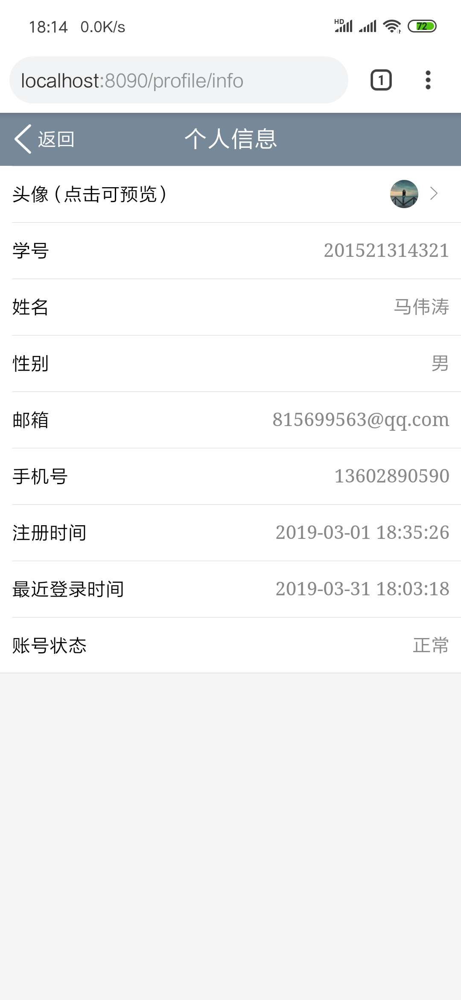 18:14 0.0K/s HD 72
localhost:8090/profile/info 1
返回 个人信息
头像（点击可预览）
学号 201521314321
姓名 马伟涛
性别 男
邮箱 815699563@qq.com
手机号 13602890590
注册时间 2019-03-01 18:35:26
最近登录时间 2019-03-31 18:03:18
账号状态 正常